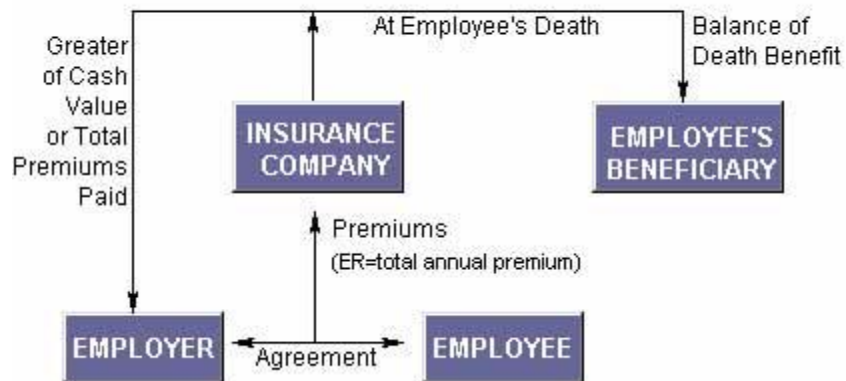 Greater
of Cash
Value
or Total
Premiums
Paid
At Employee's Death
Balance of
Death Benefit
INSURANCE
COMPANY
EMPLOYEE'S
BENEFICIARY
Premiums
(ER=total annual premium)
EMPLOYER
Agreement
EMPLOYEE